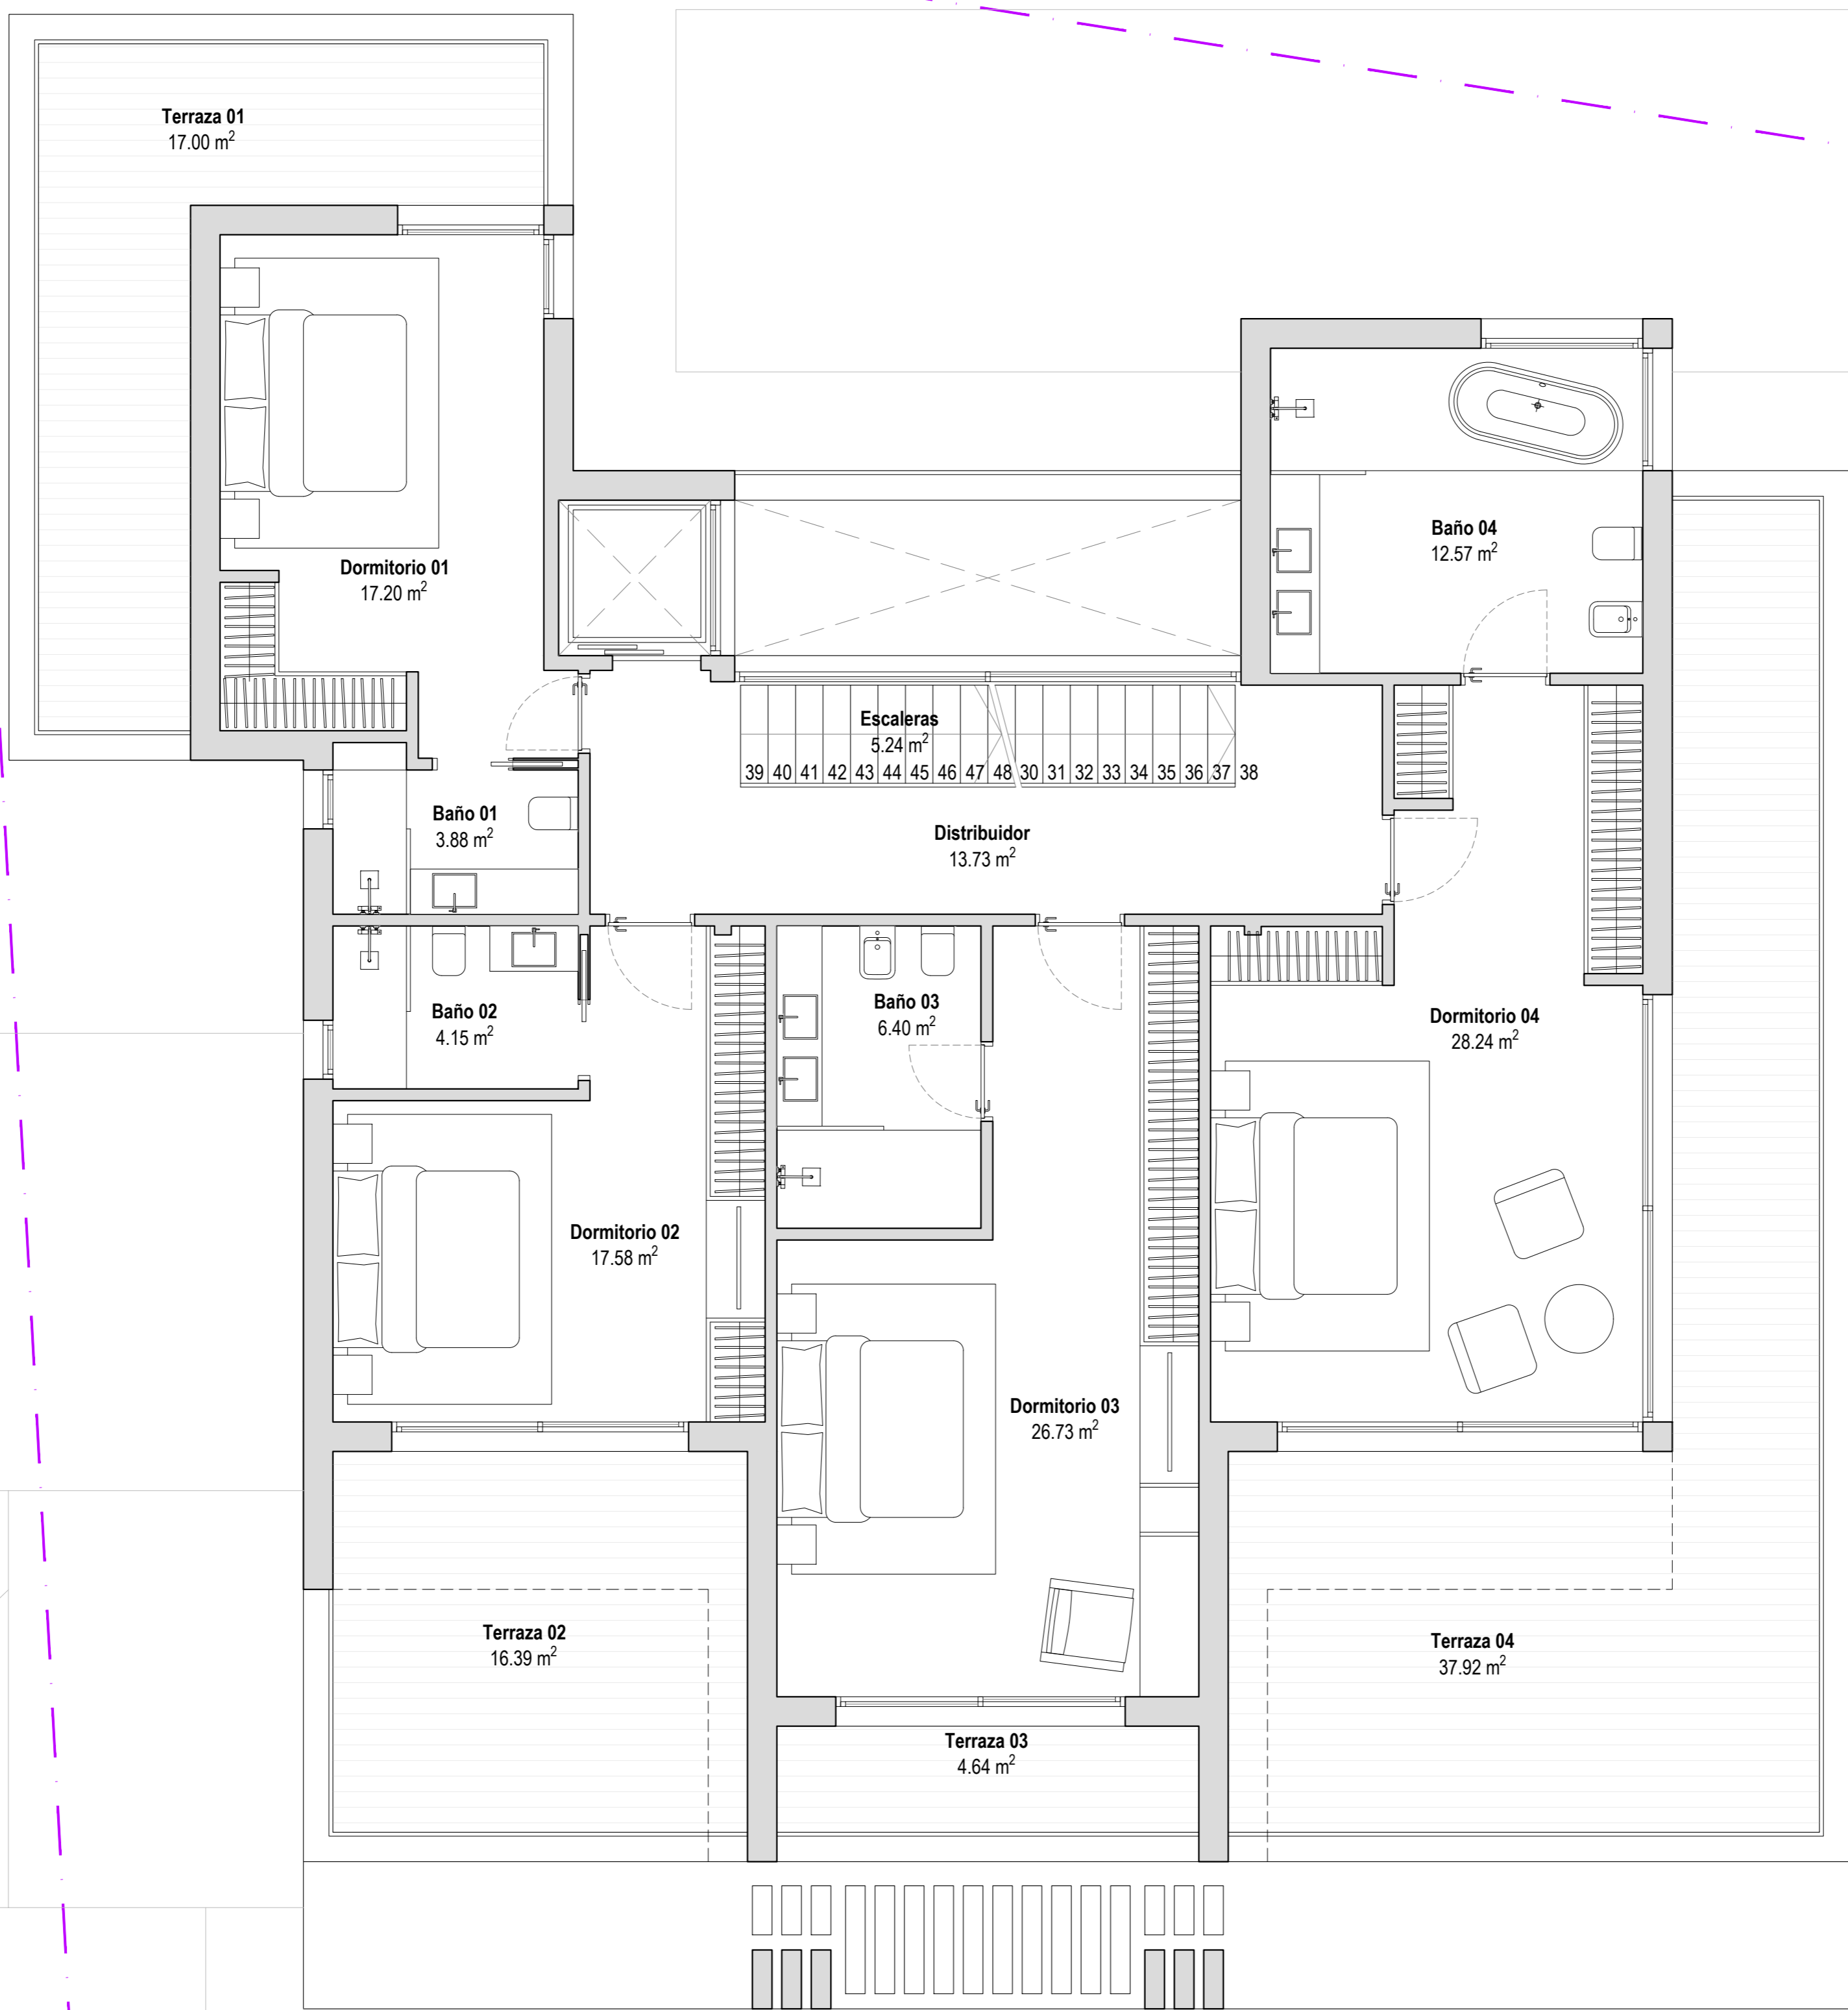 Terraza 01
17.00 m²
Dormitorio 01
17.20 m²
Baño 04
12.57 m²
Escaleras
5.24 m²
39 40 41 42 43 44 45 46 47 48 30 31 32 33 34 35 36 37 38
Baño 01
3.88 m²
Distribuidor
13.73 m²
Baño 02
4.15 m²
Baño 03
6.40 m²
Dormitorio 04
28.24 m²
Dormitorio 02
17.58 m²
Dormitorio 03
26.73 m²
Terraza 02
16.39 m²
Terraza 04
37.92 m²
Terraza 03
4.64 m²